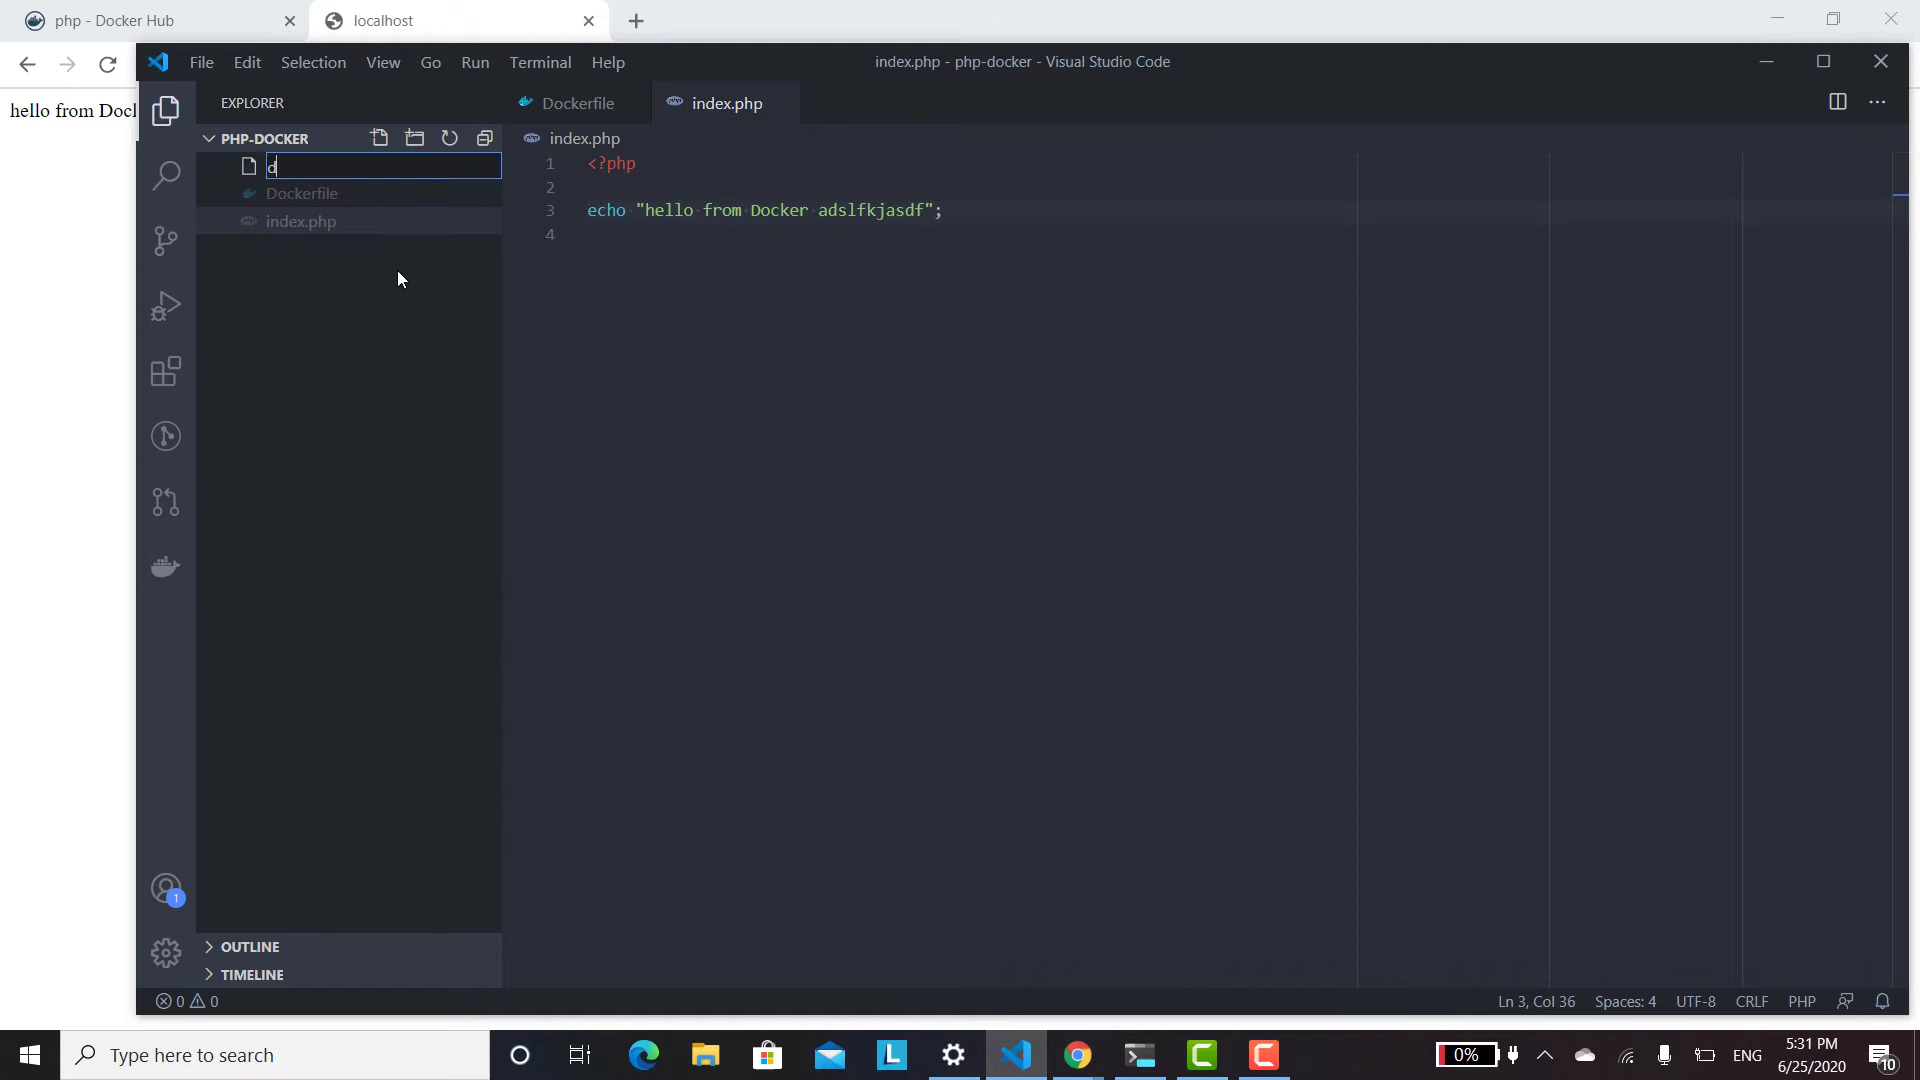 php - Docker Hub
localhost
hello from Dock
File Edit Selection View Go Run Terminal Help
index.php - php-docker - Visual Studio Code
EXPLORER
PHP-DOCKER
d
Dockerfile
index.php
Dockerfile
index.php
index.php
1 <?php
2
3 echo "hello from Docker adslfkjasdf";
4
1
OUTLINE
TIMELINE
0 0
Ln 3, Col 36 Spaces: 4 UTF-8 CRLF PHP
Type here to search
L
0%
ENG
5:31 PM
6/25/2020
10